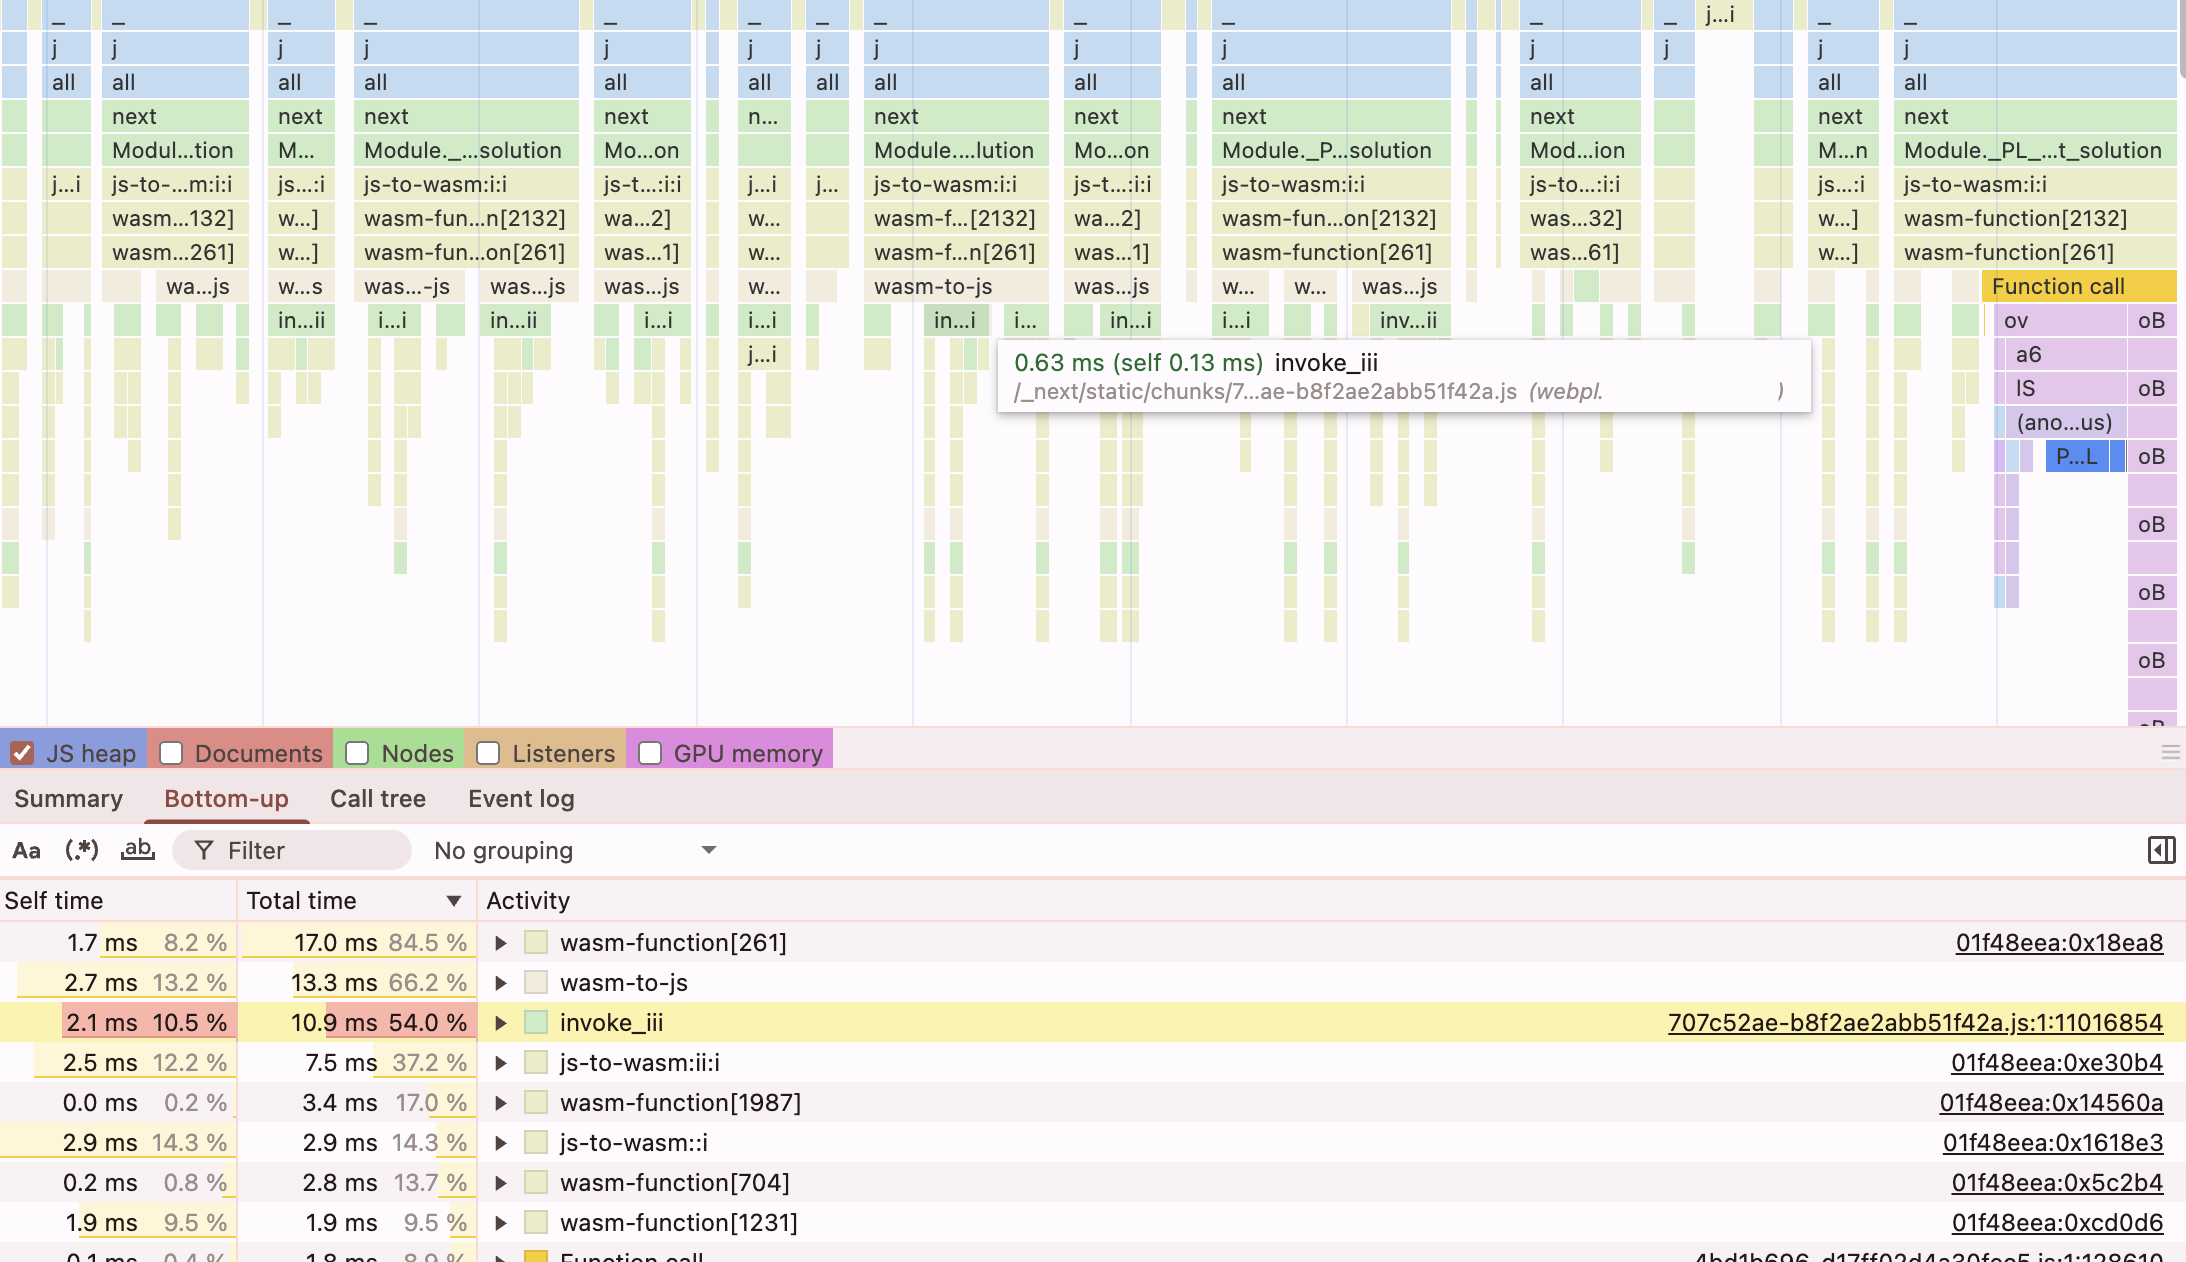 _ _ _ _ _ _ _ _ _ _ _ _ j...i _ _
j j j j j j j j j j j j j j
all all all all all all all all all all all all all
next next next next n... next next next next next next
Modul...tion M... Module._...solution Mo...on Module....lution Mo...on Module._P...solution Mod...ion M...n Module._PL_...t_solution
j...i js-to-...m:i:i js...:i js-to-wasm:i:i js-t...:i:i j...i j... js-to-wasm:i:i js-t...:i:i js-to-wasm:i:i js-to...:i:i js...:i js-to-wasm:i:i
wasm...132] w...] wasm-fun...n[2132] wa...2] w... wasm-f...[2132] wa...2] wasm-fun...on[2132] was...32] w...] wasm-function[2132]
wasm...261] w...] wasm-fun...on[261] was...1] w... wasm-f...n[261] was...1] wasm-function[261] was...61] w...] wasm-function[261]
wa...js w...s was...-js was...js was...js w... wasm-to-js was...js w... w... was...js Function call
in...ii i...i in...ii i...i i...i in...i i... in...i i...i inv...ii ov oB
j...i a6
0.63 ms (self 0.13 ms) invoke_iii
/_next/static/chunks/7...ae-b8f2ae2abb51f42a.js (webpl. )
lS oB
(ano...us)
P...L oB
oB
oB
oB
JS heap Documents Nodes Listeners GPU memory
Summary Bottom-up Call tree Event log
Aa (.*) ab Filter No grouping
Self time Total time ▼ Activity
1.7 ms 8.2 % 17.0 ms 84.5 % wasm-function[261] 01f48eea:0x18ea8
2.7 ms 13.2 % 13.3 ms 66.2 % wasm-to-js
2.1 ms 10.5 % 10.9 ms 54.0 % invoke_iii 707c52ae-b8f2ae2abb51f42a.js:1:11016854
2.5 ms 12.2 % 7.5 ms 37.2 % js-to-wasm:ii:i 01f48eea:0xe30b4
0.0 ms 0.2 % 3.4 ms 17.0 % wasm-function[1987] 01f48eea:0x14560a
2.9 ms 14.3 % 2.9 ms 14.3 % js-to-wasm::i 01f48eea:0x1618e3
0.2 ms 0.8 % 2.8 ms 13.7 % wasm-function[704] 01f48eea:0x5c2b4
1.9 ms 9.5 % 1.9 ms 9.5 % wasm-function[1231] 01f48eea:0xcd0d6
0.1 ms 0.4 % 1.8 ms 8.9 % Function call